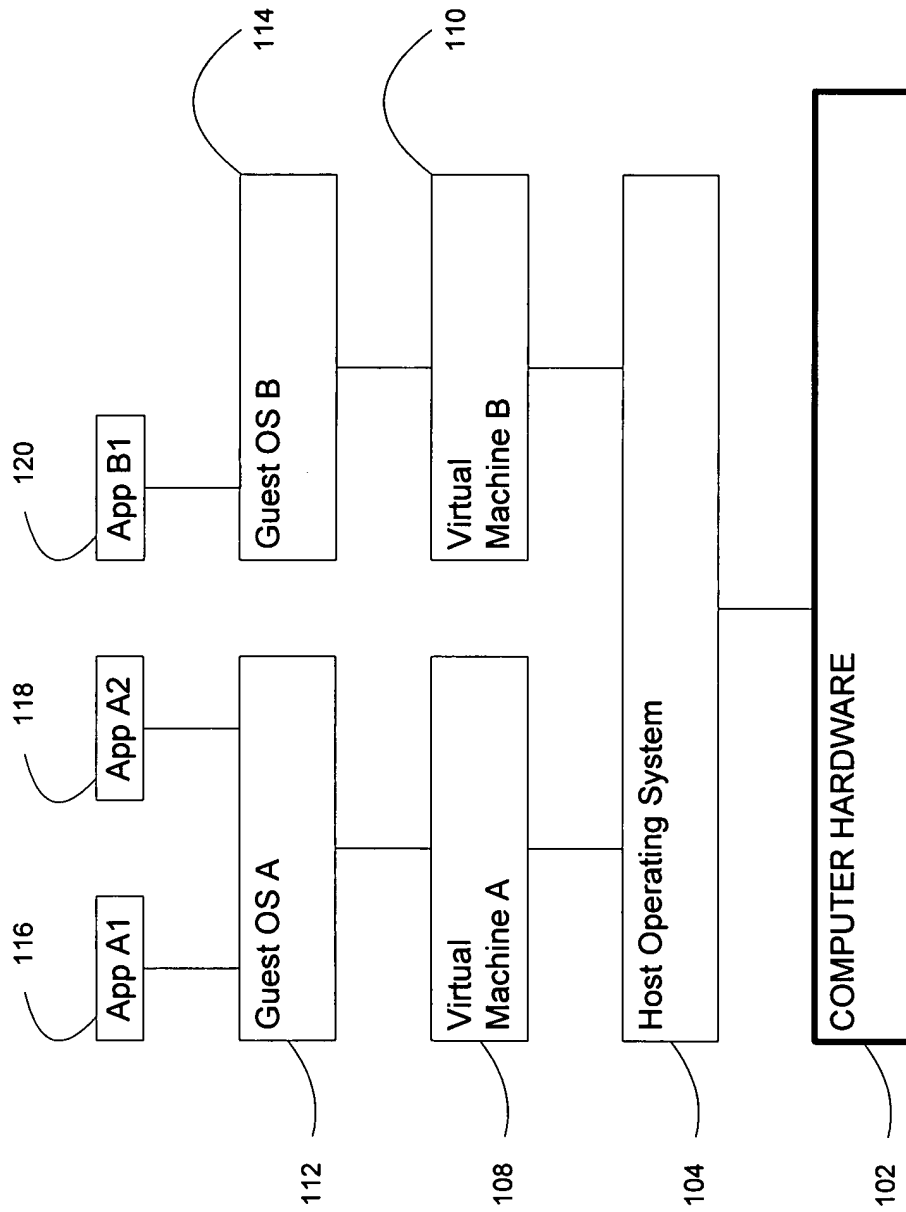 116
118
120
App A1
App A2
App B1
114
112
Guest OS A
Guest OS B
110
108
Virtual
Machine A
Virtual
Machine B
104
Host Operating System
102
COMPUTER HARDWARE